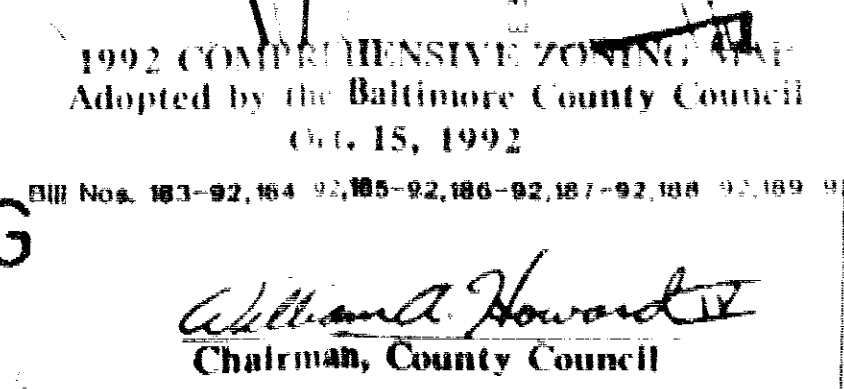 1992 COMPREHENSIVE ZONING MAP
Adopted by the Baltimore County Council
Oct. 15, 1992
Bill Nos. 183-92, 184-92, 185-92, 186-92, 187-92, 188-92, 189-92
G
William A. Howard IV
Chairman, County Council